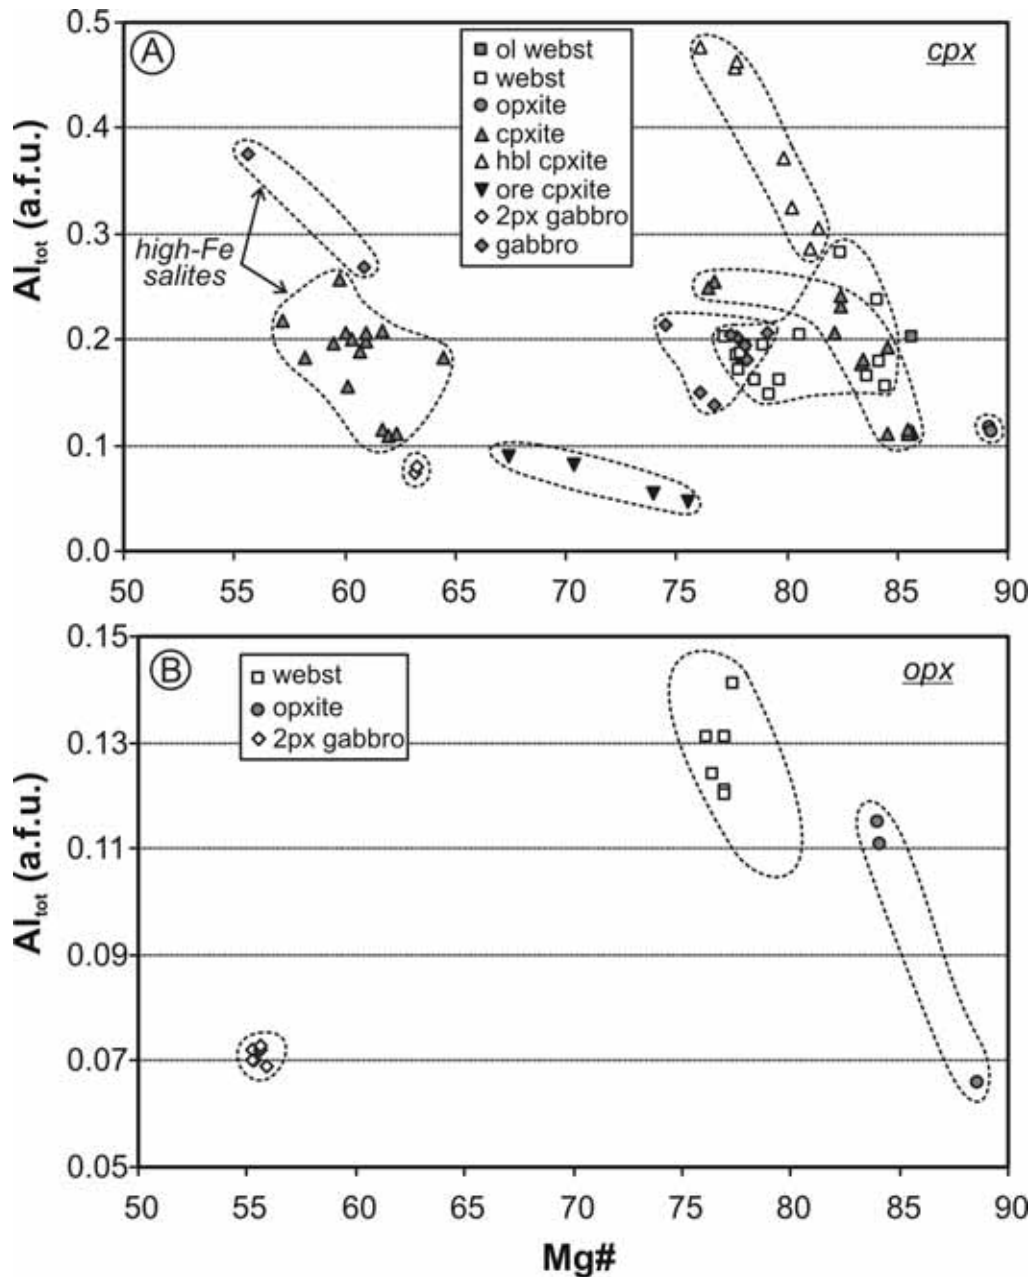 A
cpx
ol webst
webst
opxite
cpxite
hbl cpxite
ore cpxite
2px gabbro
gabbro
high-Fe
salites
Al_tot (a.f.u.)
0.5
0.4
0.3
0.2
0.1
0.0
50 55 60 65 70 75 80 85 90
B
opx
webst
opxite
2px gabbro
Al_tot (a.f.u.)
0.15
0.13
0.11
0.09
0.07
0.05
50 55 60 65 70 75 80 85 90
Mg#